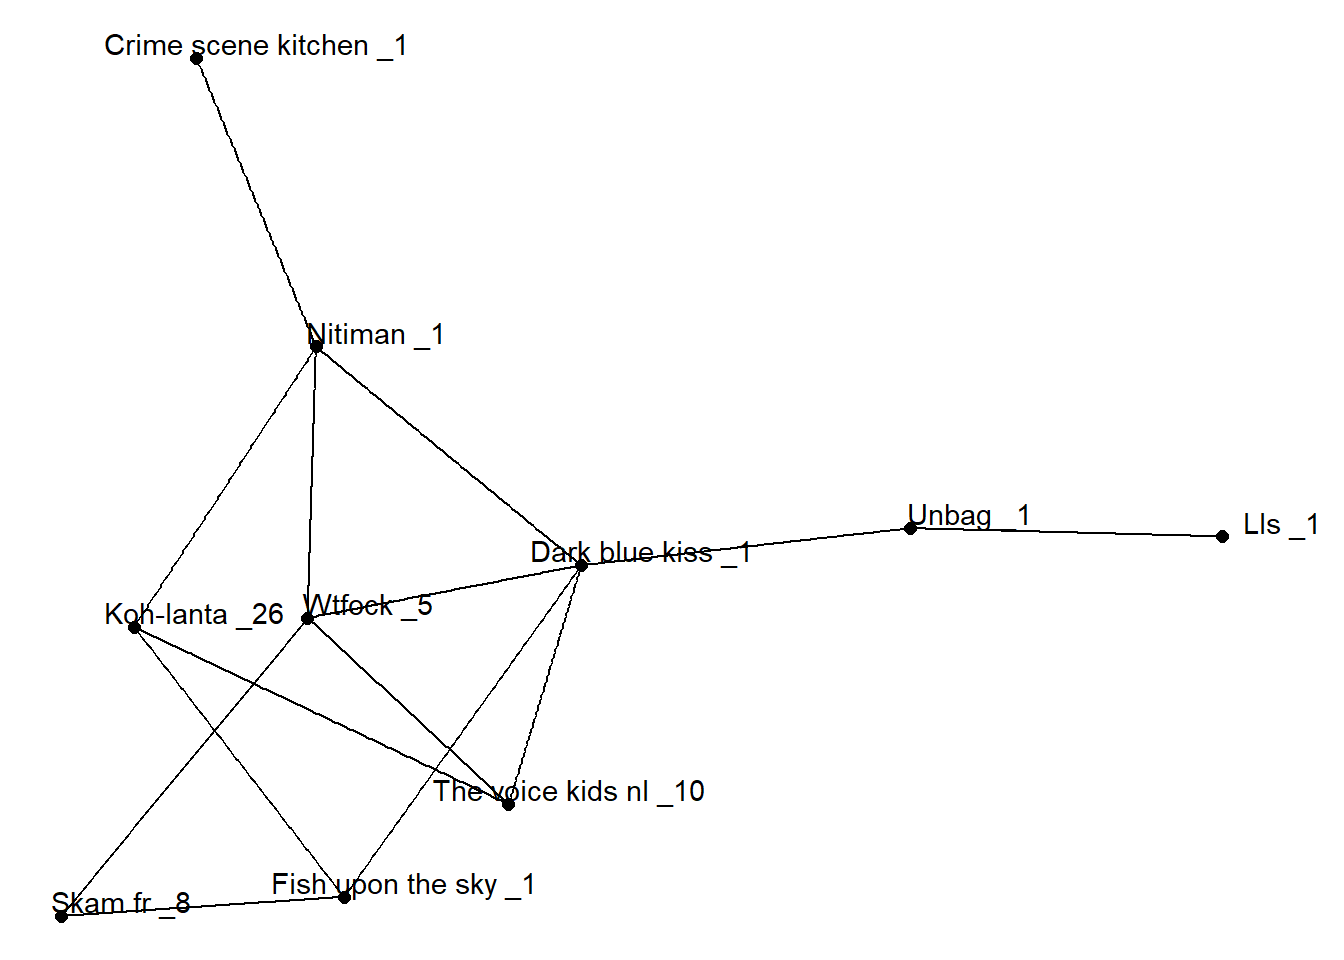 Crime scene kitchen _1
Nitiman _1
Unbag _1
Lls _1
Dark blue kiss _1
Wtfock _5
Koh-lanta _26
The voice kids nl _10
Fish upon the sky _1
Skam fr _8